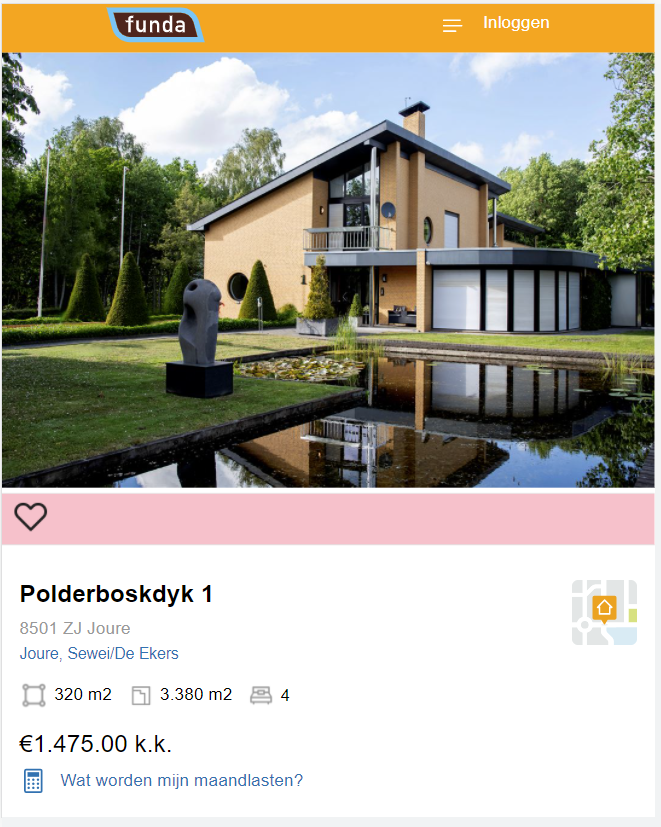 funda
Inloggen
Polderboskdyk 1
8501 ZJ Joure
Joure, Sewei/De Ekers
320 m2 3.380 m2 4
€1.475.00 k.k.
Wat worden mijn maandlasten?